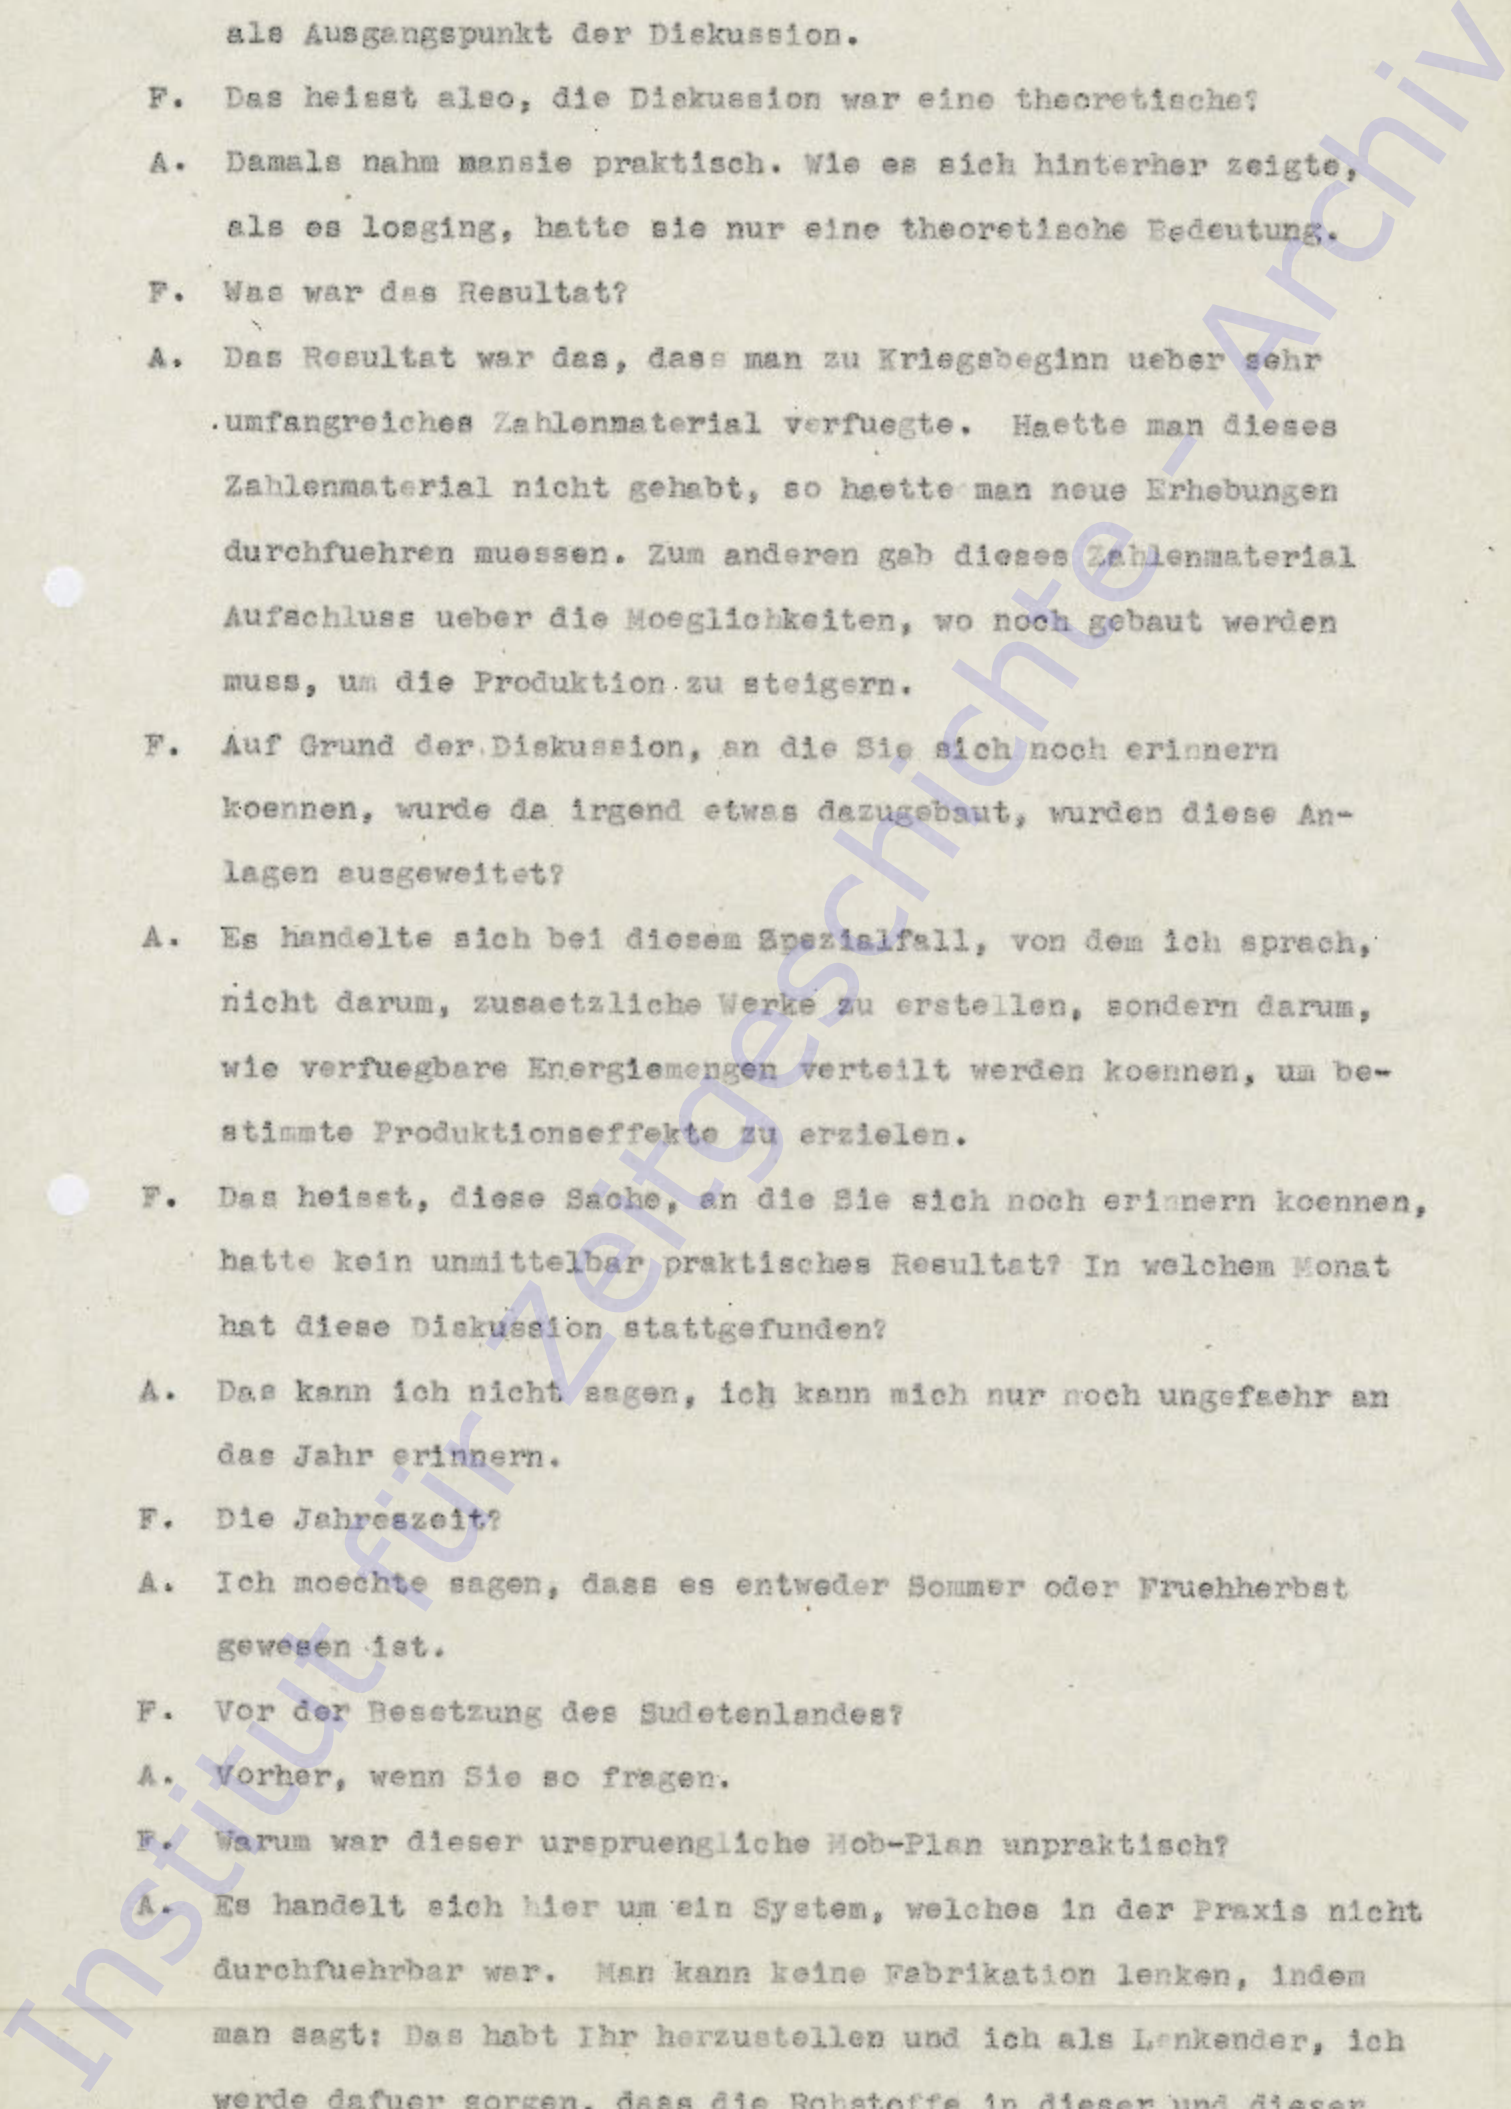 als Ausgangspunkt der Diskussion.
F. Das heisst also, die Diskussion war eine theoretische?
A. Damals nahm mansie praktisch. Wie es sich hinterher zeigte,
als es losging, hatte sie nur eine theoretische Bedeutung.
F. Was war das Resultat?
A. Das Resultat war das, dass man zu Kriegsbeginn ueber sehr
umfangreiches Zahlenmaterial verfuegte. Haette man dieses
Zahlenmaterial nicht gehabt, so haette man neue Erhebungen
durchfuehren muessen. Zum anderen gab dieses Zahlenmaterial
Aufschluss ueber die Moeglichkeiten, wo noch gebaut werden
muss, um die Produktion zu steigern.
F. Auf Grund der Diskussion, an die Sie sich noch erinnern
koennen, wurde da irgend etwas dazugebaut, wurden diese An-
lagen ausgeweitet?
A. Es handelte sich bei diesem Spezialfall, von dem ich sprach,
nicht darum, zusaetzliche Werke zu erstellen, sondern darum,
wie verfuegbare Energiemengen verteilt werden koennen, um be-
stimmte Produktionseffekte zu erzielen.
F. Das heisst, diese Sache, an die Sie sich noch erinnern koennen,
hatte kein unmittelbar praktisches Resultat? In welchem Monat
hat diese Diskussion stattgefunden?
A. Das kann ich nicht sagen, ich kann mich nur noch ungefaehr an
das Jahr erinnern.
F. Die Jahreszeit?
A. Ich moechte sagen, dass es entweder Sommer oder Fruehherbst
gewesen ist.
F. Vor der Besetzung des Sudetenlandes?
A. Vorher, wenn Sie so fragen.
F. Warum war dieser urspruengliche Mob-Plan unpraktisch?
A. Es handelt sich hier um ein System, welches in der Praxis nicht
durchfuehrbar war. Man kann keine Fabrikation lenken, indem
man sagt: Das habt Ihr herzustellen und ich als Lenkender, ich
werde dafuer sorgen, dass die Rohstoffe in dieser und dieser
Institut für Zeitgeschichte - Archiv